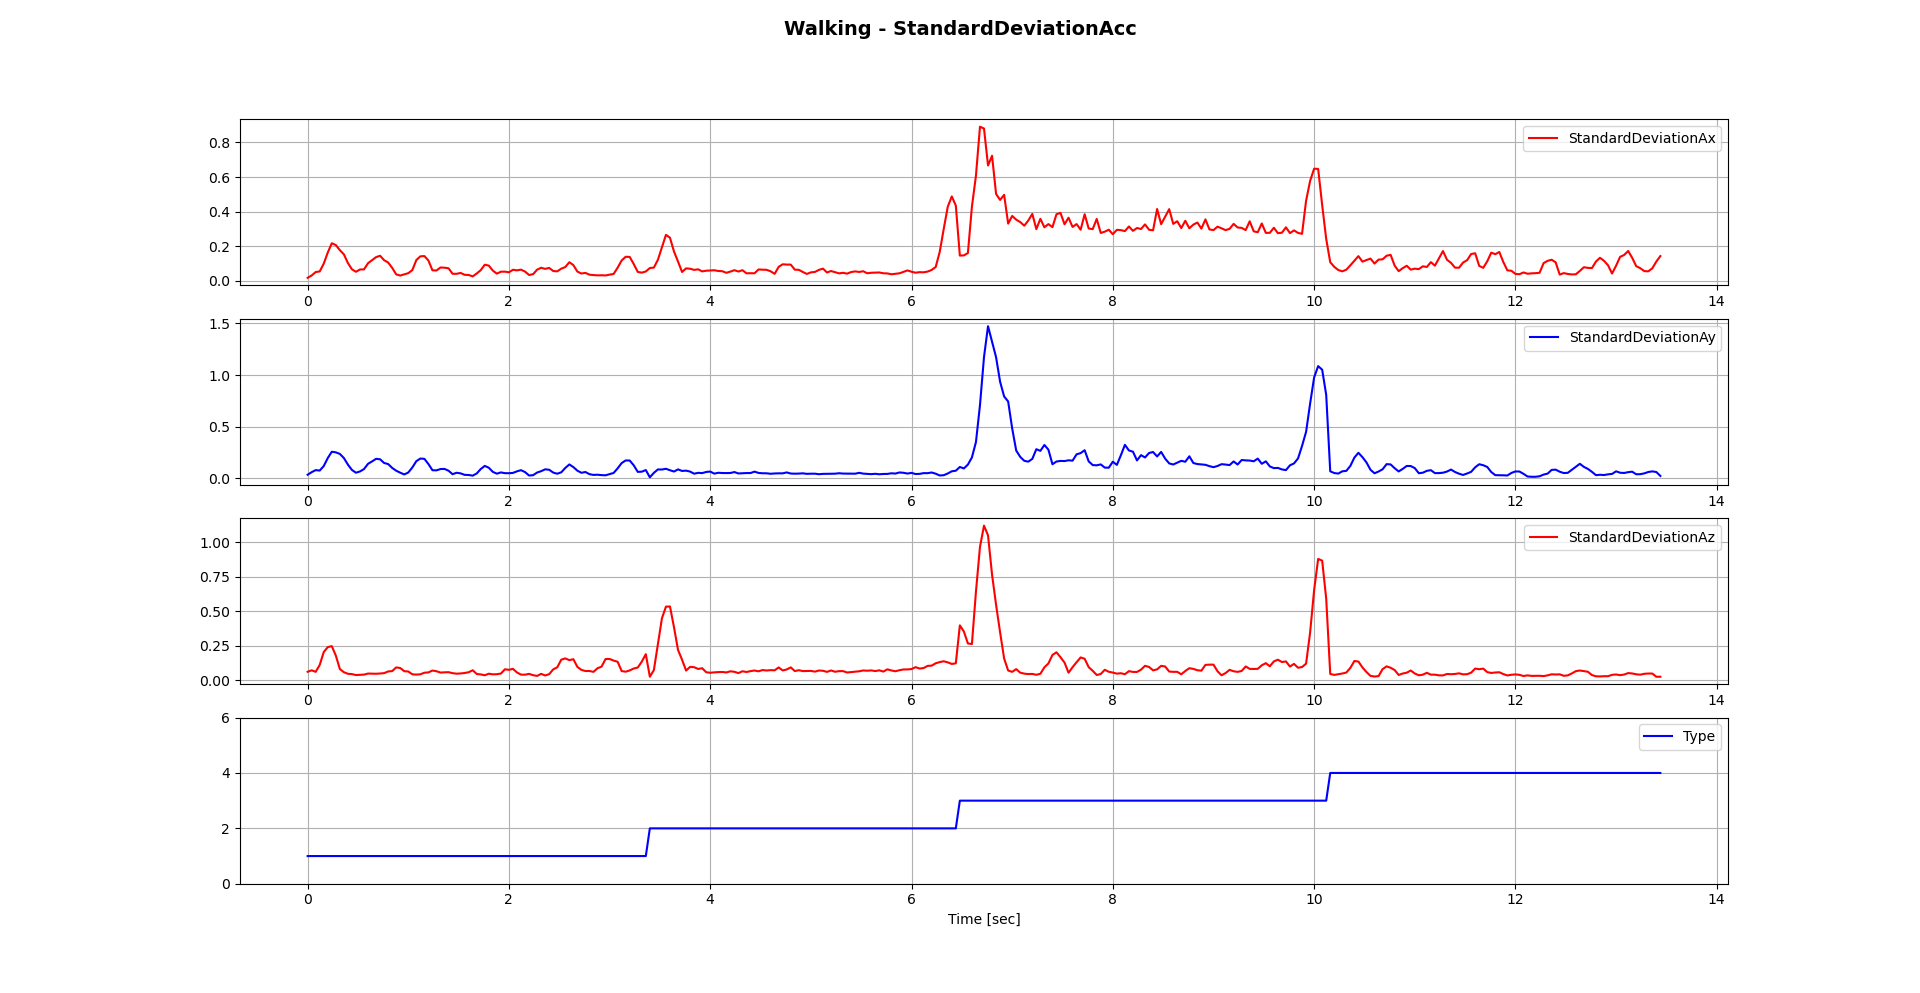 Walking - StandardDeviationAcc
StandardDeviationAx
0.8
0.6
0.4
0.2
0.0
0 2 4 6 8 10 12 14
StandardDeviationAy
1.5
1.0
0.5
0.0
0 2 4 6 8 10 12 14
StandardDeviationAz
1.00
0.75
0.50
0.25
0.00
0 2 4 6 8 10 12 14
Type
6
4
2
0
0 2 4 6 8 10 12 14
Time [sec]